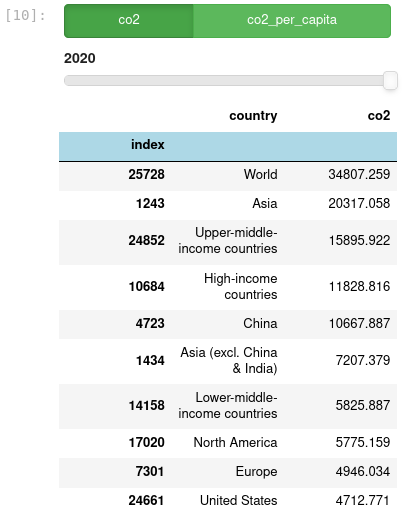 [10]: co2 co2_per_capita
2020
country co2
index
25728 World 34807.259
1243 Asia 20317.058
24852 Upper-middle-
income countries 15895.922
10684 High-income
countries 11828.816
4723 China 10667.887
1434 Asia (excl. China
& India) 7207.379
14158 Lower-middle-
income countries 5825.887
17020 North America 5775.159
7301 Europe 4946.034
24661 United States 4712.771